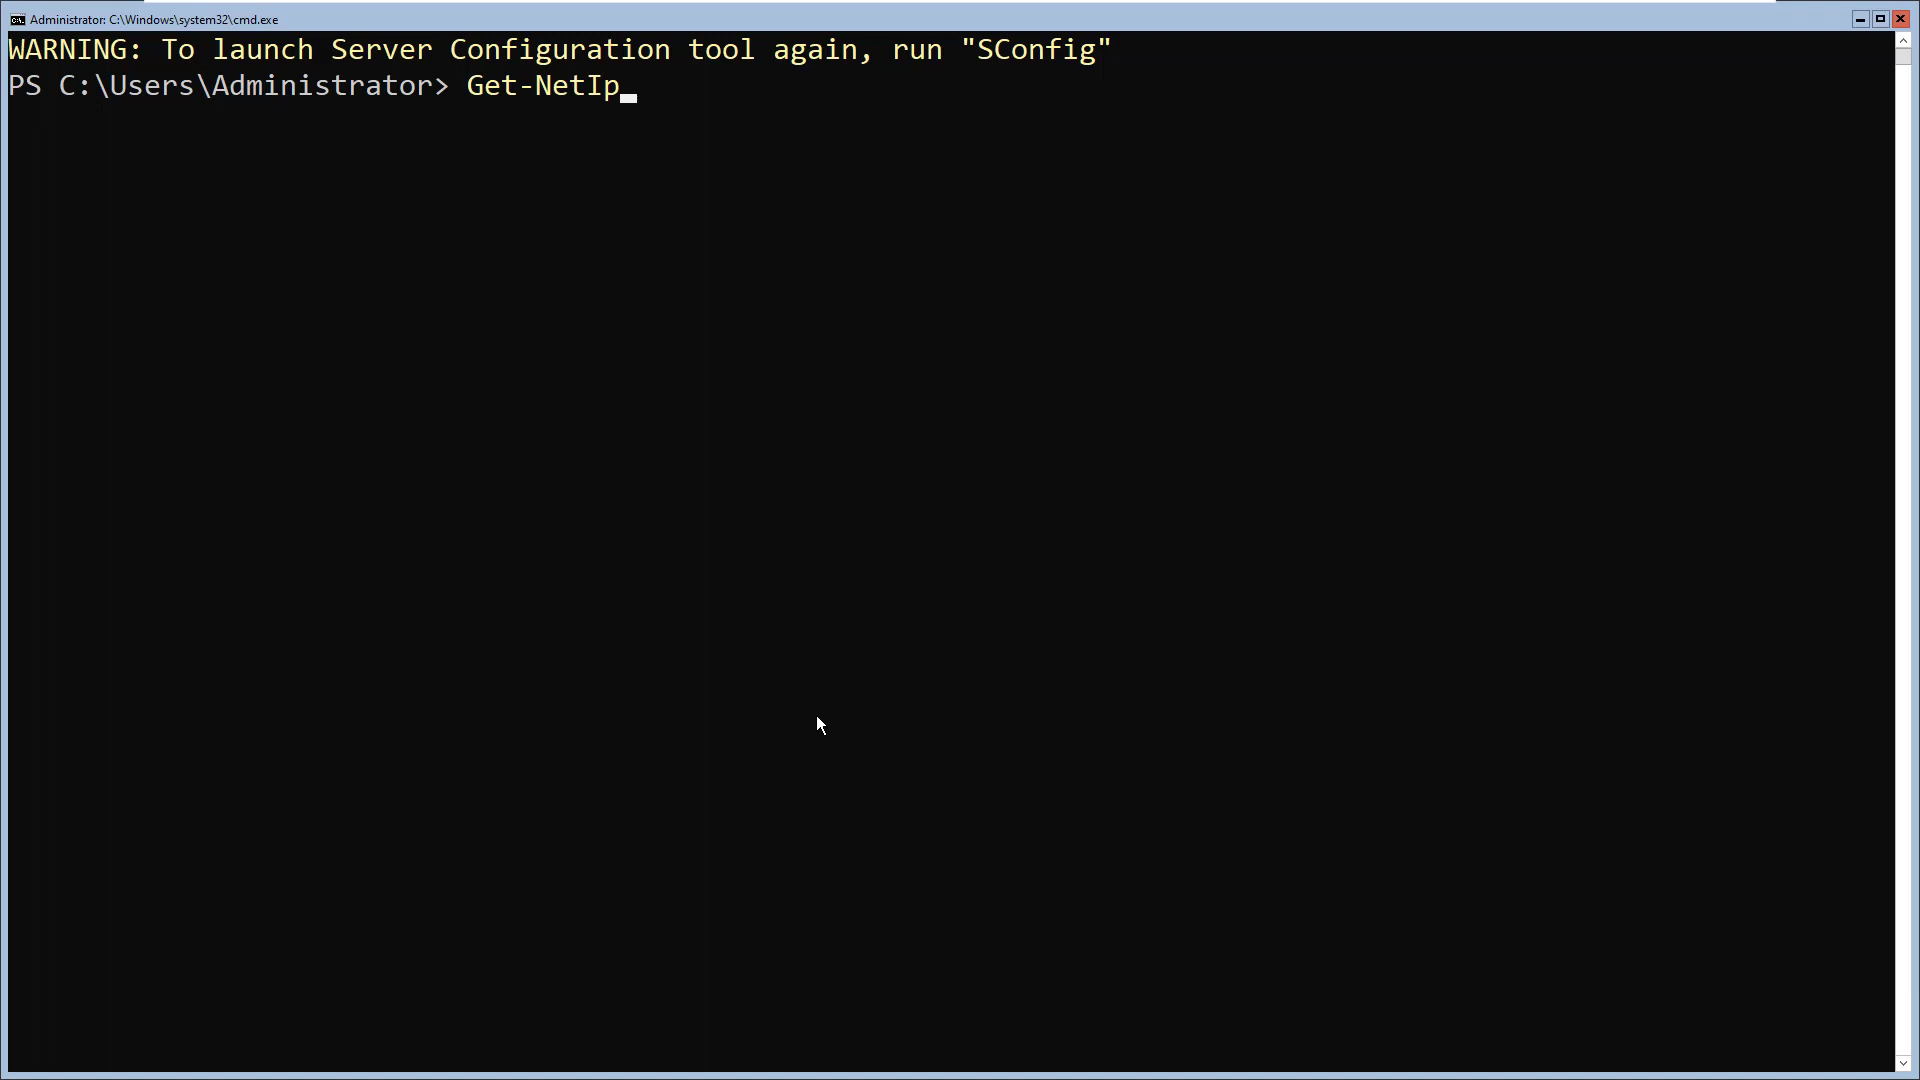 Administrator: C:\Windows\system32\cmd.exe
WARNING: To launch Server Configuration tool again, run "SConfig"
PS C:\Users\Administrator> Get-NetIp